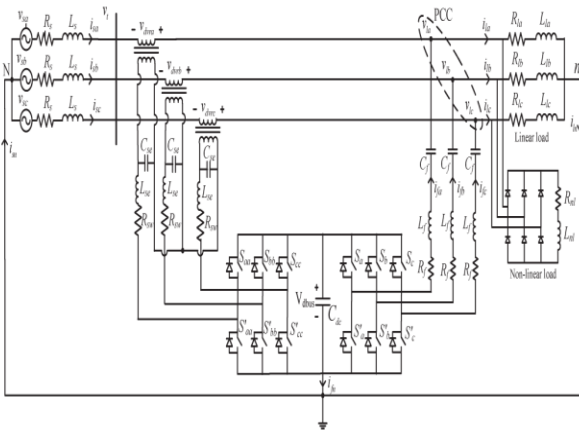 v_t
PCC
v_sa R_s L_s i_sa
- v_dvra +
v_la
i_la R_la L_la
N
n
v_sb R_s L_s i_sb
- v_dvrb +
v_lb
i_lb R_lb L_lb
v_sc R_s L_s i_sc
- v_dvrc +
v_lc
i_lc R_lc L_lc
Linear load
C_se C_se C_se
C_f C_f C_f
i_fa i_fb i_fc
L_se L_se L_se
R_sw R_sw R_sw
L_f L_f L_f
R_f R_f R_f
R_nl
L_nl
Non-linear load
S_aa S_bb S_cc
S_a S_b S_c
+
V_dbus
-
C_dc
S'_aa S'_bb S'_cc
S'_a S'_b S'_c